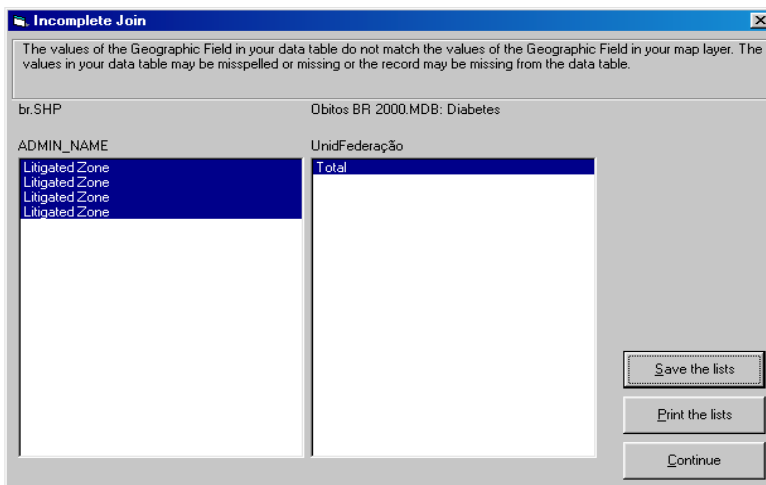 Incomplete Join
The values of the Geographic Field in your data table do not match the values of the Geographic Field in your map layer. The
values in your data table may be misspelled or missing or the record may be missing from the data table.
br.SHP
Obitos BR 2000.MDB: Diabetes
ADMIN_NAME
UnidFederação
Litigated Zone
Litigated Zone
Litigated Zone
Litigated Zone
Total
Save the lists
Print the lists
Continue